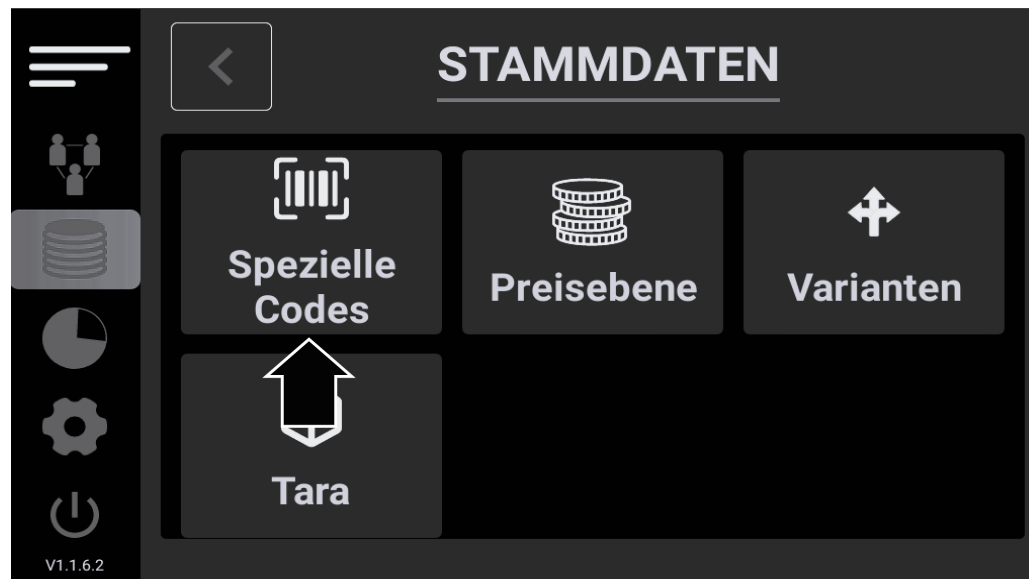 STAMMDATEN
Spezielle
Codes
Preisebene
Varianten
Tara
V1.1.6.2